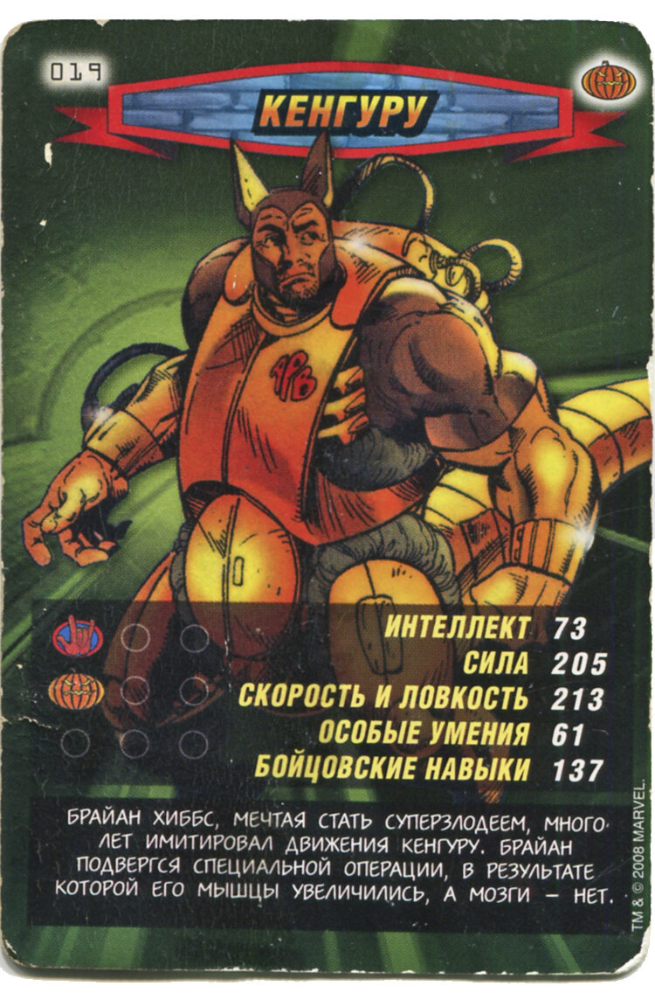 019
КЕНГУРУ
ИНТЕЛЛЕКТ 73
СИЛА 205
СКОРОСТЬ И ЛОВКОСТЬ 213
ОСОБЫЕ УМЕНИЯ 61
БОЙЦОВСКИЕ НАВЫКИ 137
БРАЙАН ХИББС, МЕЧТАЯ СТАТЬ СУПЕРЗЛОДЕЕМ, МНОГО
ЛЕТ ИМИТИРОВАЛ ДВИЖЕНИЯ КЕНГУРУ. БРАЙАН
ПОДВЕРГСЯ СПЕЦИАЛЬНОЙ ОПЕРАЦИИ, В РЕЗУЛЬТАТЕ
КОТОРОЙ ЕГО МЫШЦЫ УВЕЛИЧИЛИСЬ, А МОЗГИ – НЕТ.
TM & © 2008 MARVEL.